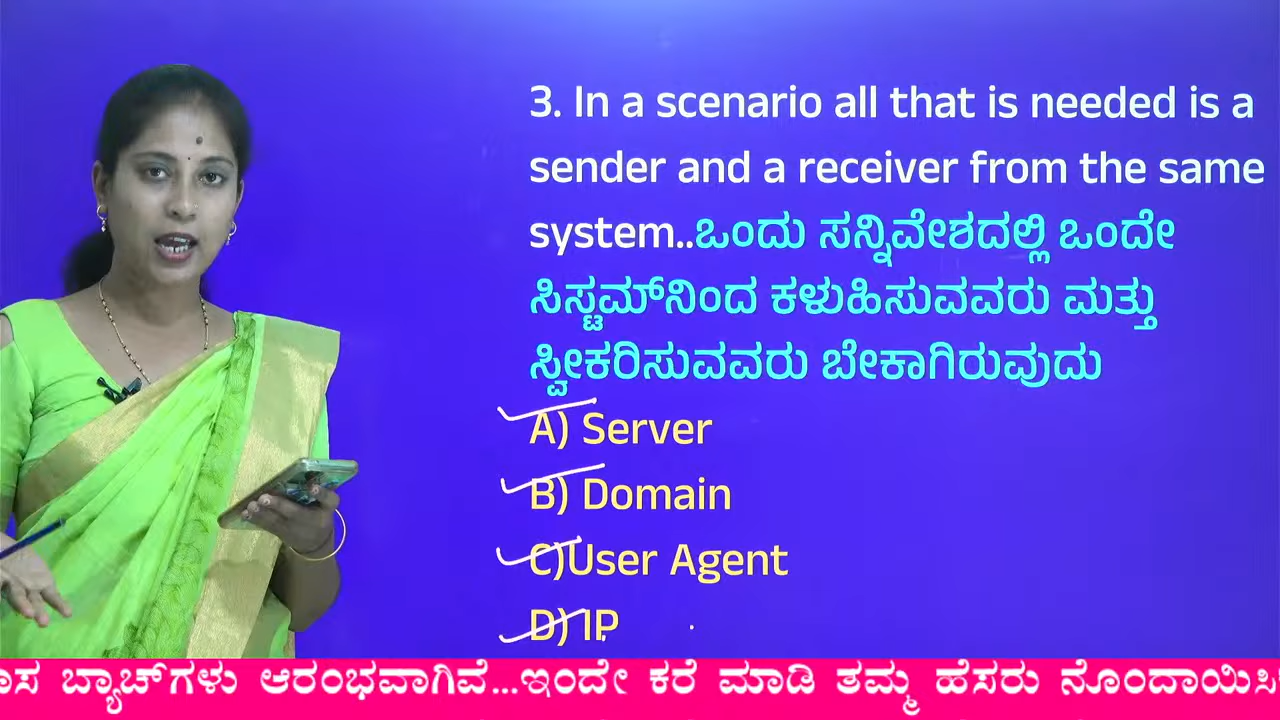 3. In a scenario all that is needed is a
sender and a receiver from the same
system..ಒಂದು ಸನ್ನಿವೇಶದಲ್ಲಿ ಒಂದೇ
ಸಿಸ್ಟಮ್‌ನಿಂದ ಕಳುಹಿಸುವವರು ಮತ್ತು
ಸ್ವೀಕರಿಸುವವರು ಬೇಕಾಗಿರುವುದು
A) Server
B) Domain
C)User Agent
D) IP
ಬ್ಯಾಚ್‌ಗಳು ಆರಂಭವಾಗಿವೆ...ಇಂದೇ ಕರೆ ಮಾಡಿ ತಮ್ಮ ಹೆಸರು